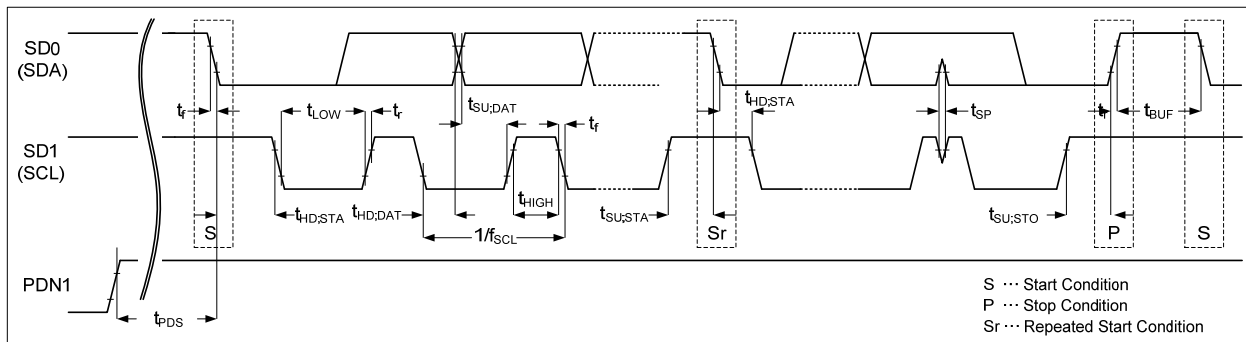 SD0
(SDA)
tf
tLOW
tr
tSU;DAT
tf
tHD;STA
tSP
tr
tBUF
SD1
(SCL)
tHD;STA
tHD;DAT
tHIGH
tSU;STA
tSU;STO
S
1/fSCL
Sr
P
S
PDN1
tPDS
S ··· Start Condition
P ··· Stop Condition
Sr ··· Repeated Start Condition